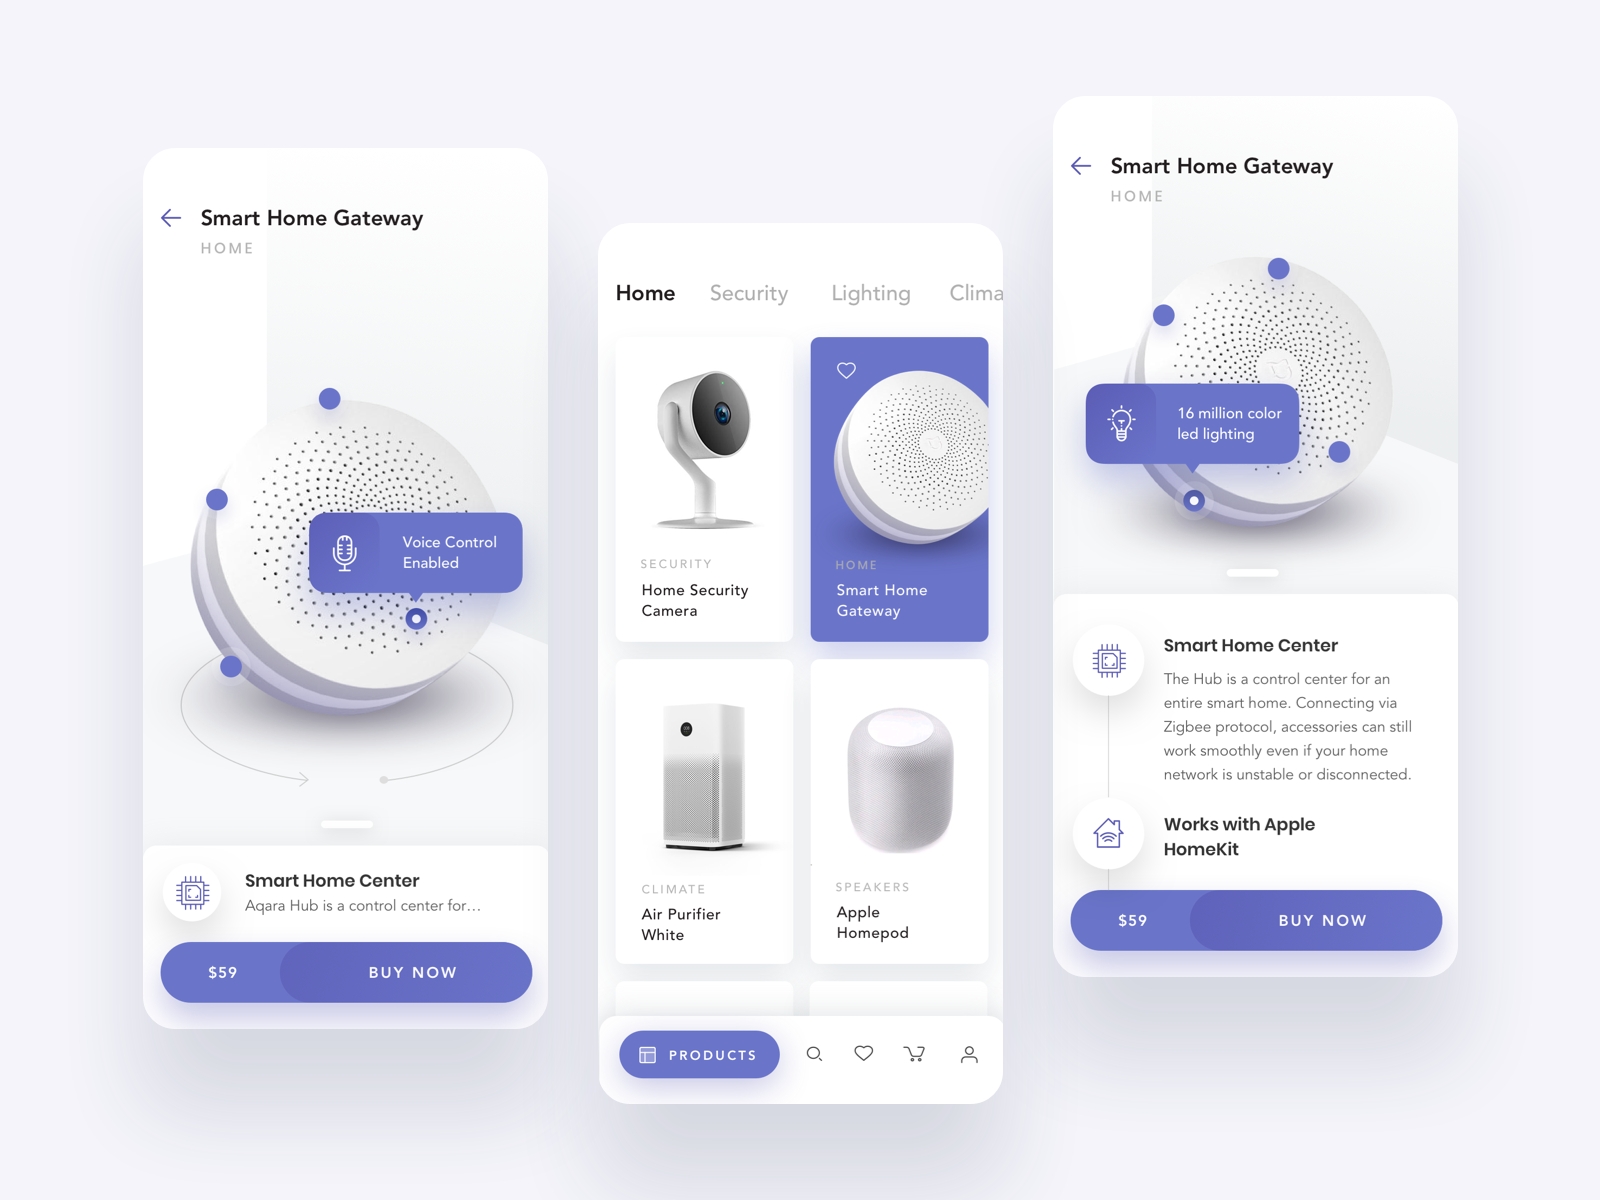 Smart Home Gateway
HOME
Voice Control
Enabled
Smart Home Center
Aqara Hub is a control center for...
$59
BUY NOW
Home
Security
Lighting
Clima
SECURITY
Home Security
Camera
HOME
Smart Home
Gateway
CLIMATE
Air Purifier
White
SPEAKERS
Apple
Homepod
PRODUCTS
Smart Home Gateway
HOME
16 million color
led lighting
Smart Home Center
The Hub is a control center for an
entire smart home. Connecting via
Zigbee protocol, accessories can still
work smoothly even if your home
network is unstable or disconnected.
Works with Apple
HomeKit
$59
BUY NOW